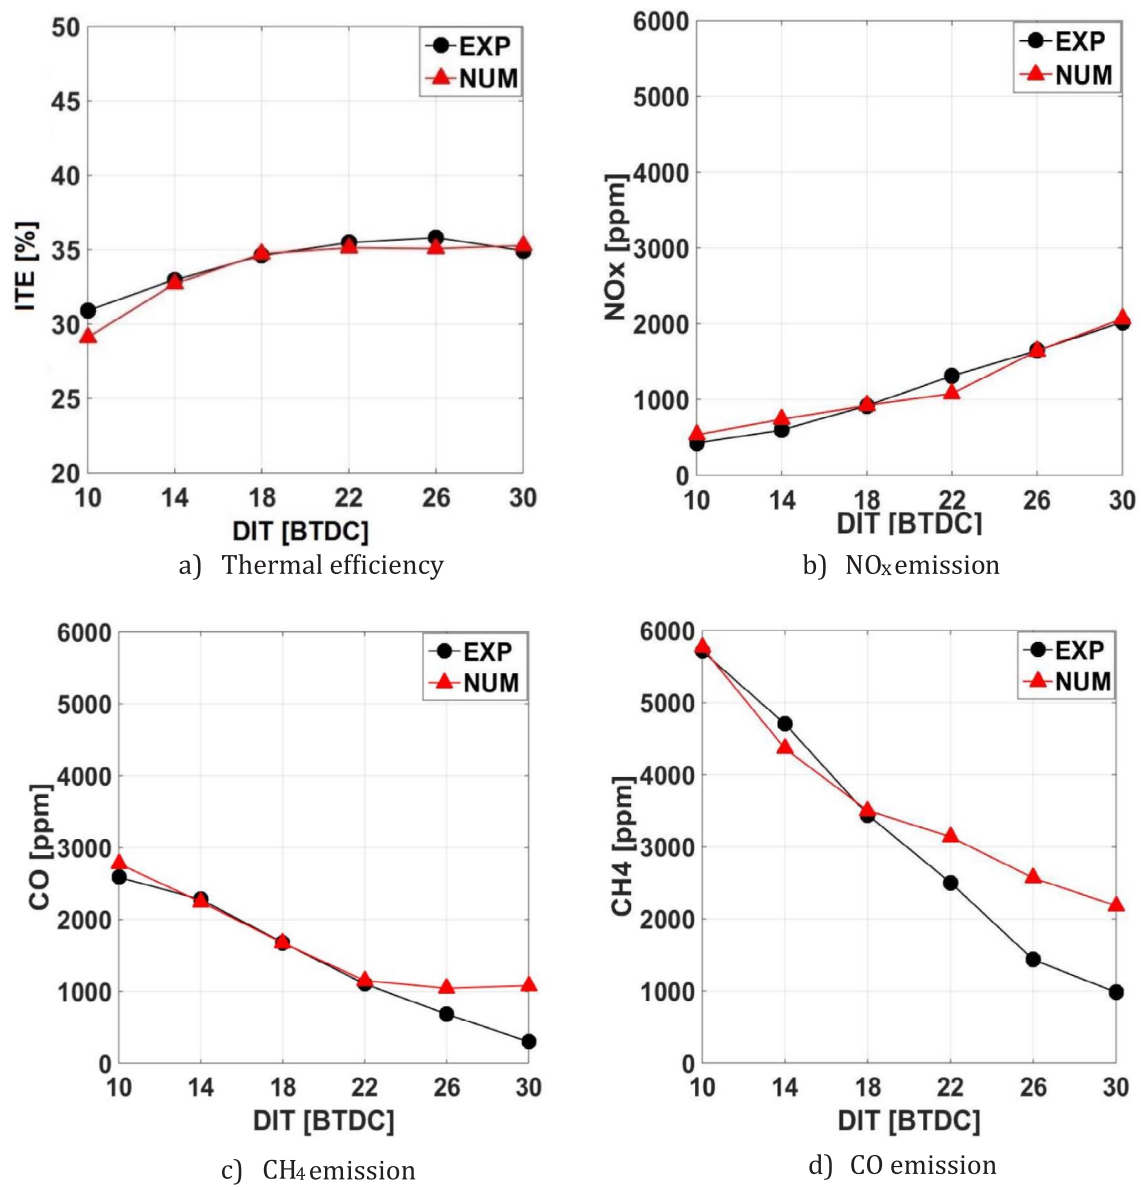 50
45
40
35
30
25
20
ITE [%]
EXP
NUM
10 14 18 22 26 30
DIT [BTDC]
a) Thermal efficiency
6000
5000
4000
3000
2000
1000
0
NOx [ppm]
EXP
NUM
10 14 18 22 26 30
DIT [BTDC]
b) NOx emission
6000
5000
4000
3000
2000
1000
0
CO [ppm]
EXP
NUM
10 14 18 22 26 30
DIT [BTDC]
c) CH4 emission
6000
5000
4000
3000
2000
1000
0
CH4 [ppm]
EXP
NUM
10 14 18 22 26 30
DIT [BTDC]
d) CO emission